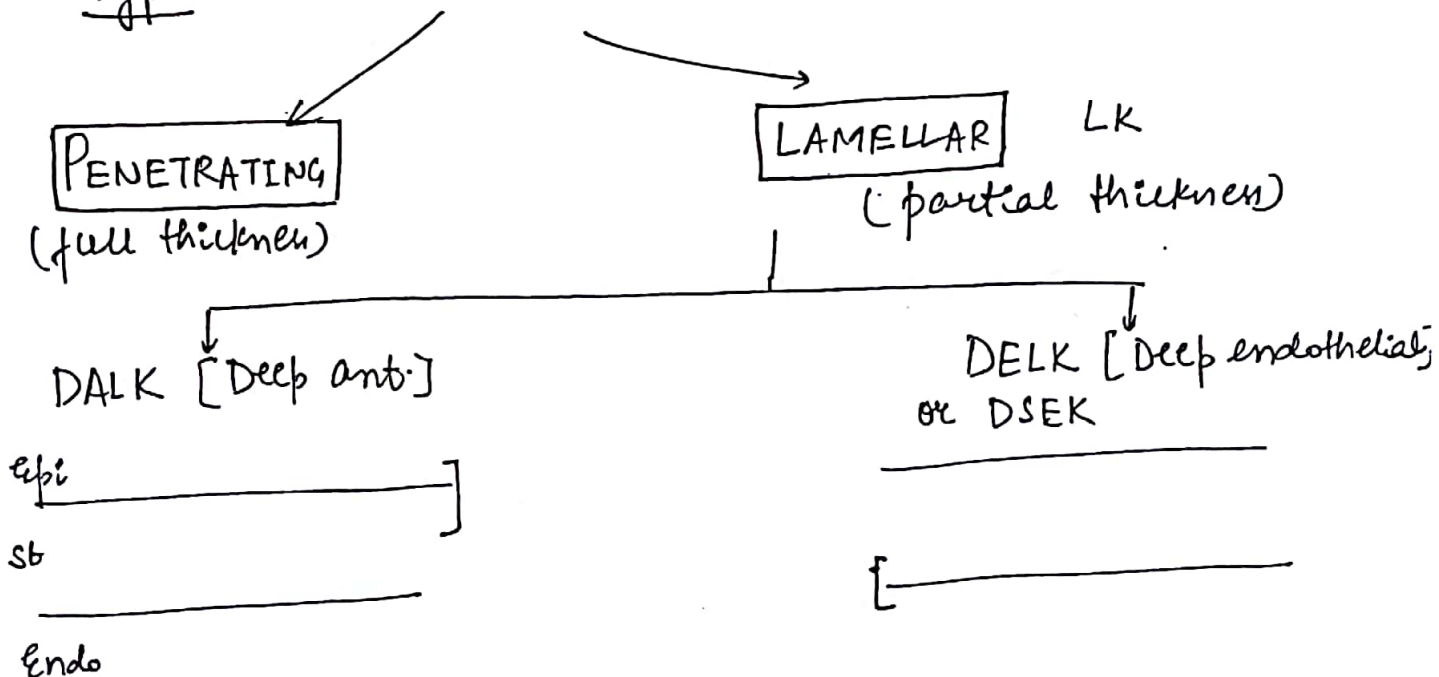 PENETRATING
(full thickness)
LAMELLAR LK
(partial thickness)
DALK [Deep ant.]
DELK [Deep endothelial]
or DSEK
Epi
St
Endo